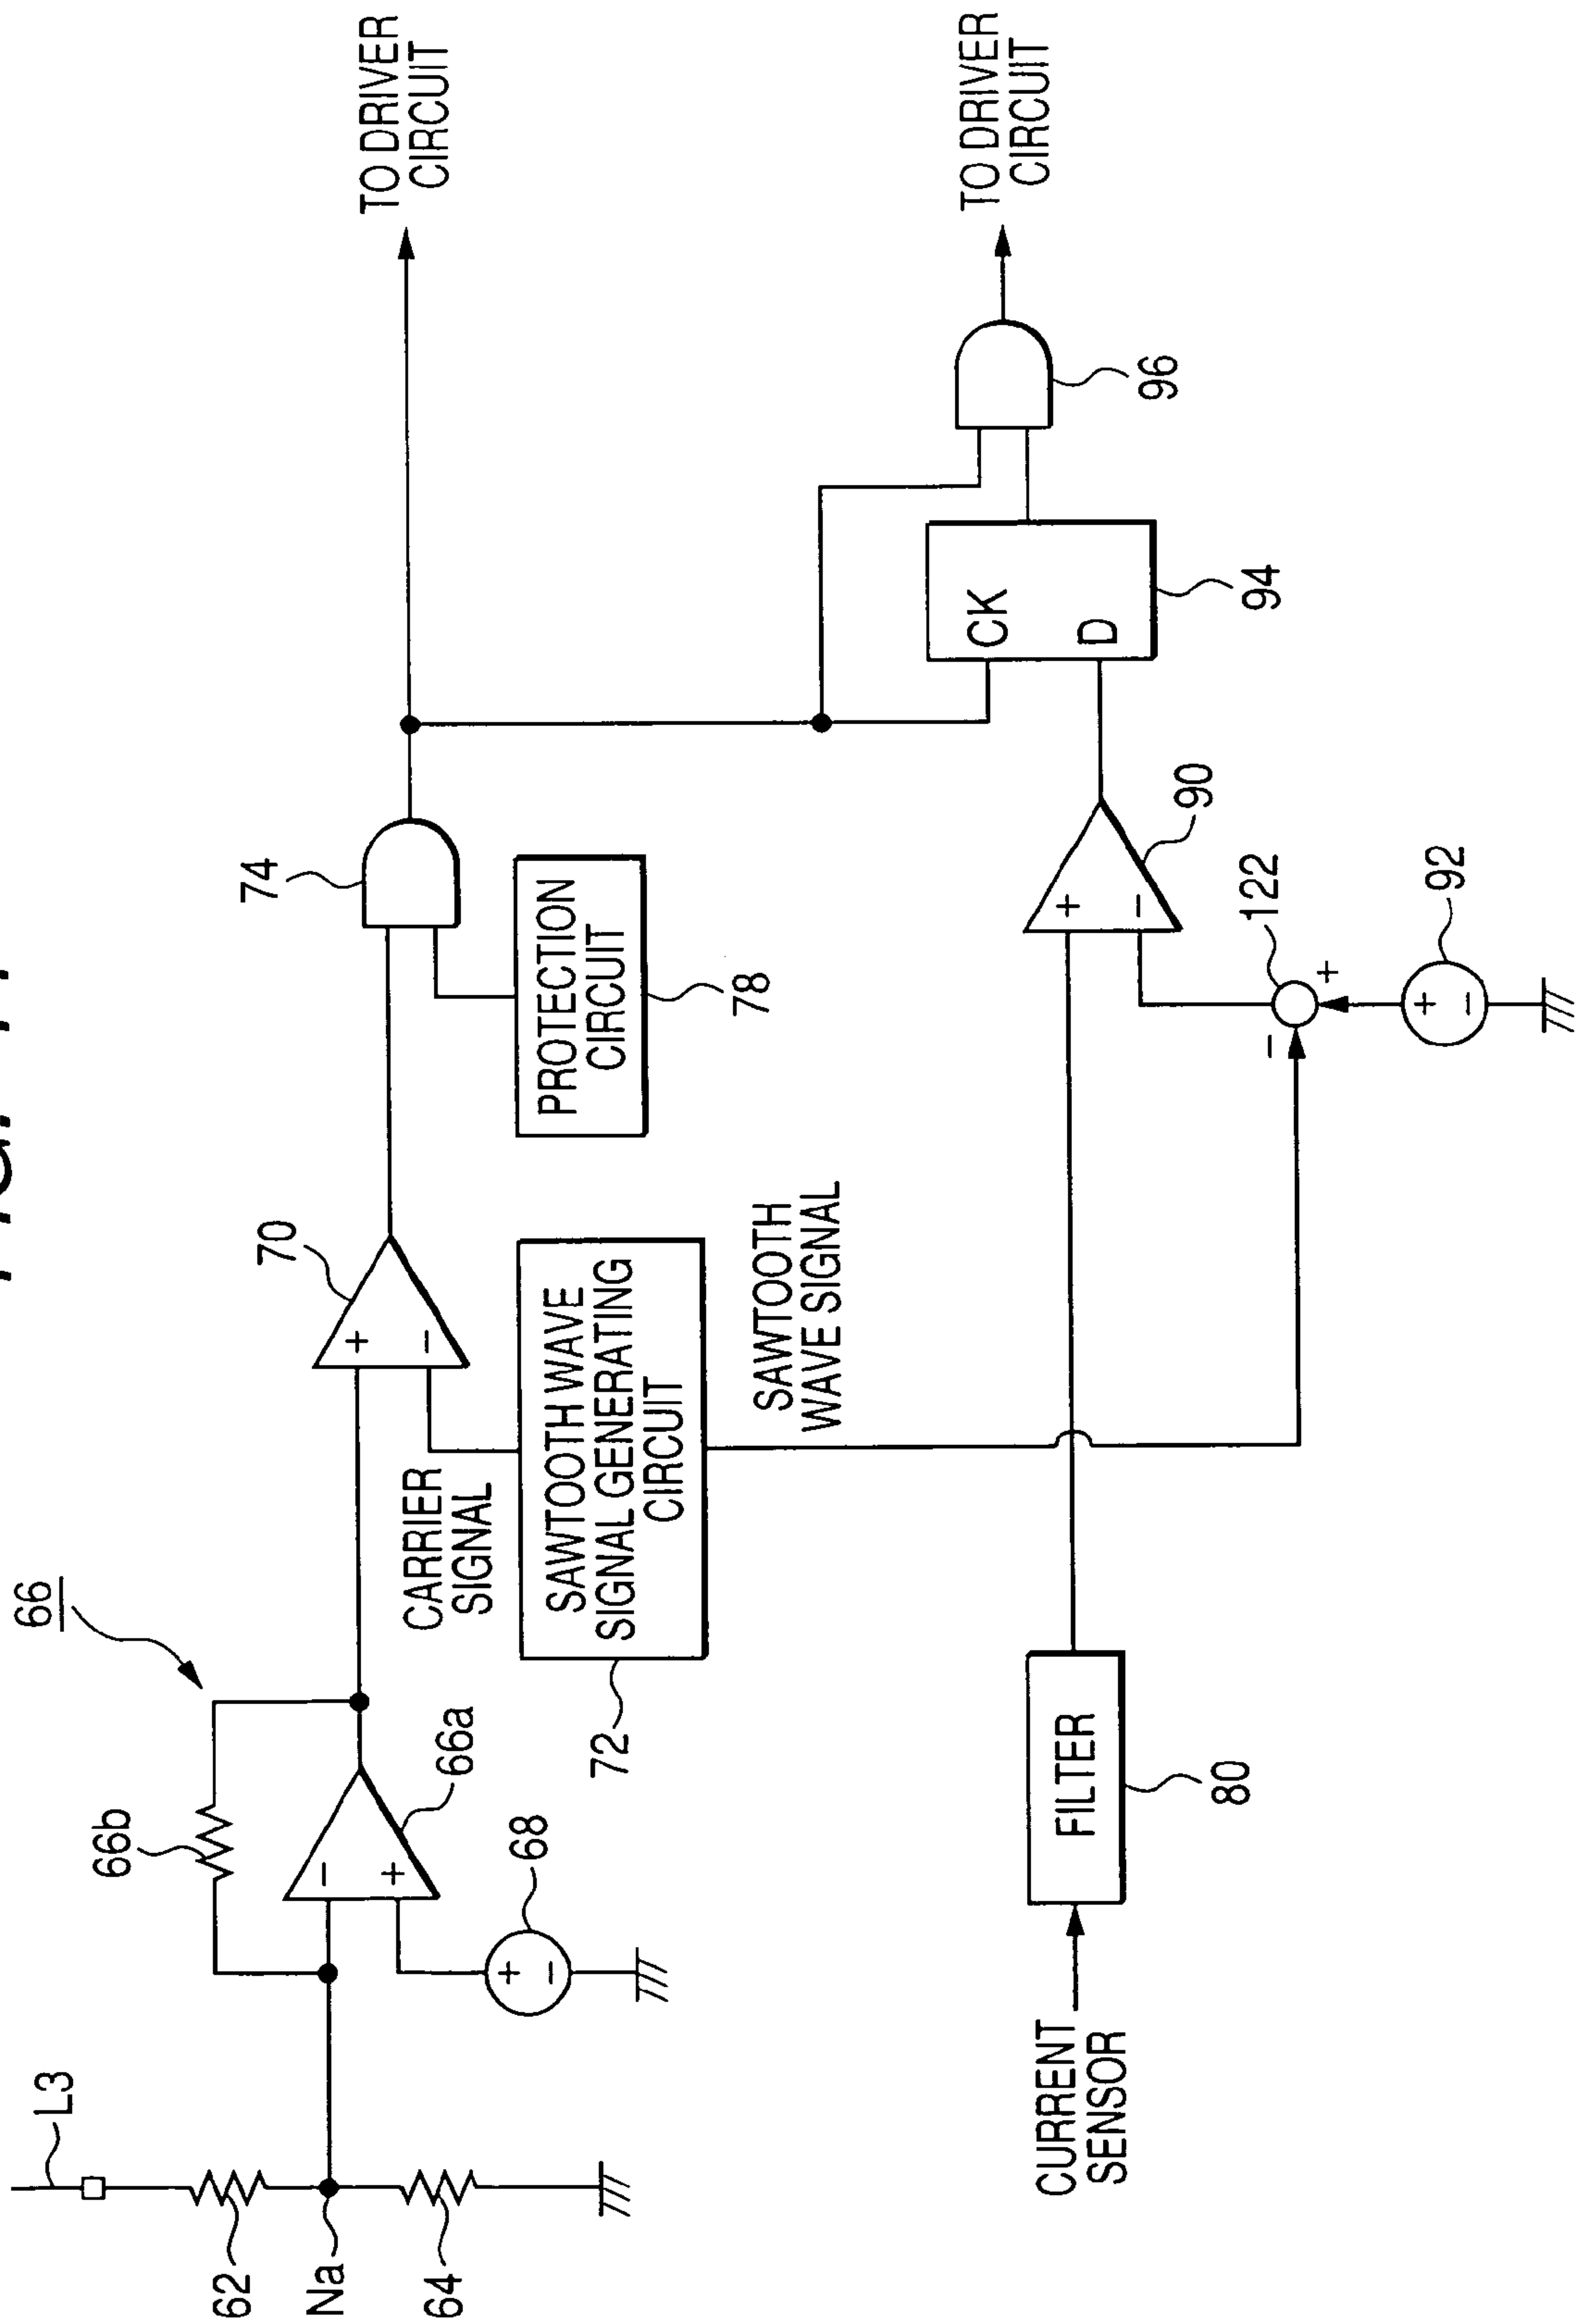 L3
62
Na
64
66
66b
66a
-
+
68
+
-
CARRIER
SIGNAL
70
+
-
SAWTOOTH WAVE
SIGNAL GENERATING
CIRCUIT
72
SAWTOOTH
WAVE SIGNAL
74
PROTECTION
CIRCUIT
78
TO DRIVER
CIRCUIT
CURRENT
SENSOR
FILTER
80
+
-
90
122
-
+
92
+
-
CK
D
94
96
TO DRIVER
CIRCUIT